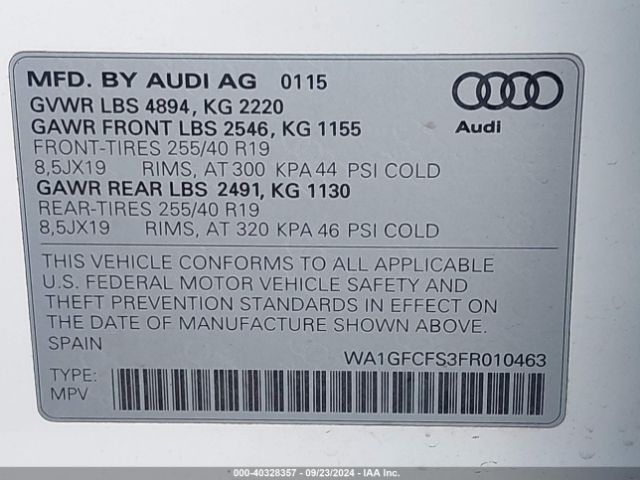 MFD. BY AUDI AG 0115
GVWR LBS 4894, KG 2220
GAWR FRONT LBS 2546, KG 1155
FRONT-TIRES 255/40 R19
8,5JX19 RIMS, AT 300 KPA 44 PSI COLD
GAWR REAR LBS 2491, KG 1130
REAR-TIRES 255/40 R19
8,5JX19 RIMS, AT 320 KPA 46 PSI COLD
Audi
THIS VEHICLE CONFORMS TO ALL APPLICABLE
U.S. FEDERAL MOTOR VEHICLE SAFETY AND
THEFT PREVENTION STANDARDS IN EFFECT ON
THE DATE OF MANUFACTURE SHOWN ABOVE.
SPAIN
WA1GFCFS3FR010463
TYPE:
MPV
000-40328357 - 09/23/2024 - IAAI.com